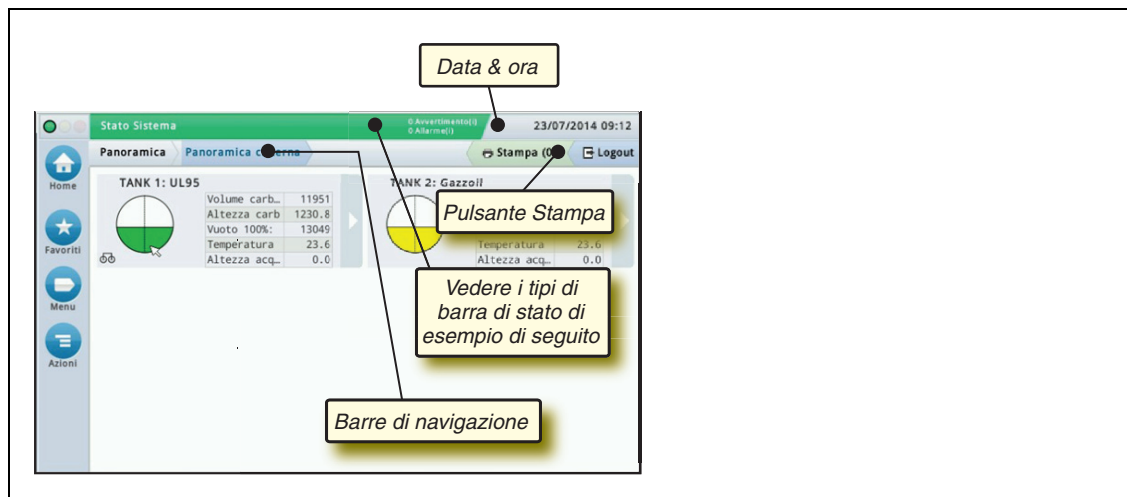 Data & ora
Stato Sistema
0 Avvertimento(i)
0 Allarme(i)
23/07/2014 09:12
Panoramica
Panoramica
Stampa
Logout
Home
Favoriti
Menu
Azioni
TANK 1: UL95
Volume carb… 11951
Altezza carb 1230.8
Vuoto 100%: 13049
Temperatura 23.6
Altezza acq… 0.0
TANK 2: Gazzoil
Temperatura 23.6
Altezza acq… 0.0
Pulsante Stampa
Vedere i tipi di
barra di stato di
esempio di seguito
Barre di navigazione